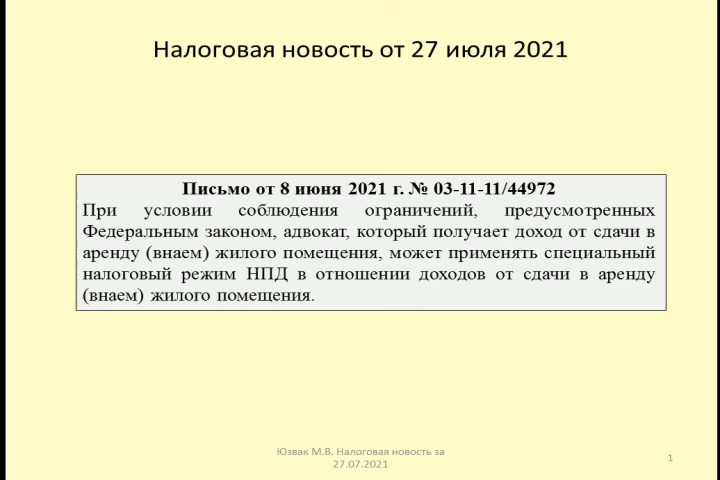 Налоговая новость от 27 июля 2021
Письмо от 8 июня 2021 г. № 03-11-11/44972
При условии соблюдения ограничений, предусмотренных
Федеральным законом, адвокат, который получает доход от сдачи в
аренду (внаем) жилого помещения, может применять специальный
налоговый режим НПД в отношении доходов от сдачи в аренду
(внаем) жилого помещения.
Юзвак М.В. Налоговая новость за
27.07.2021
1